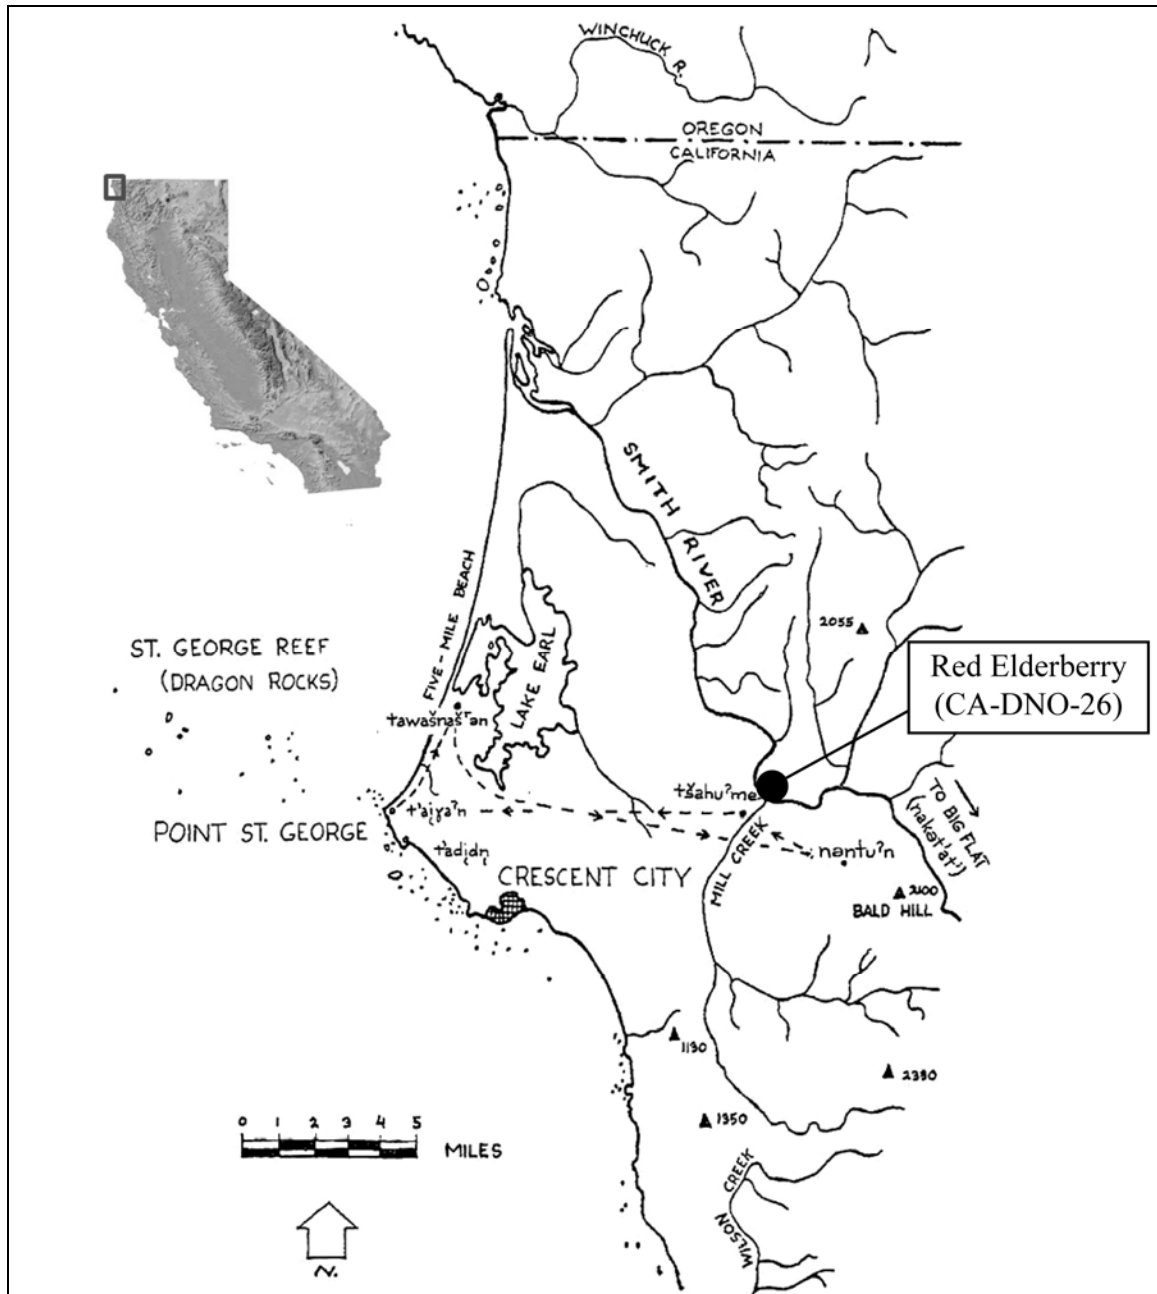 WINCHUCK R.
OREGON
CALIFORNIA
SMITH RIVER
FIVE-MILE BEACH
LAKE EARL
2055
Red Elderberry
(CA-DNO-26)
ST. GEORGE REEF
(DRAGON ROCKS)
POINT ST. GEORGE
CRESCENT CITY
MILL CREEK
TO BIG FLAT
2100
BALD HILL
1130
2390
1350
0 1 2 3 4 5
MILES
WILSON CREEK
N.